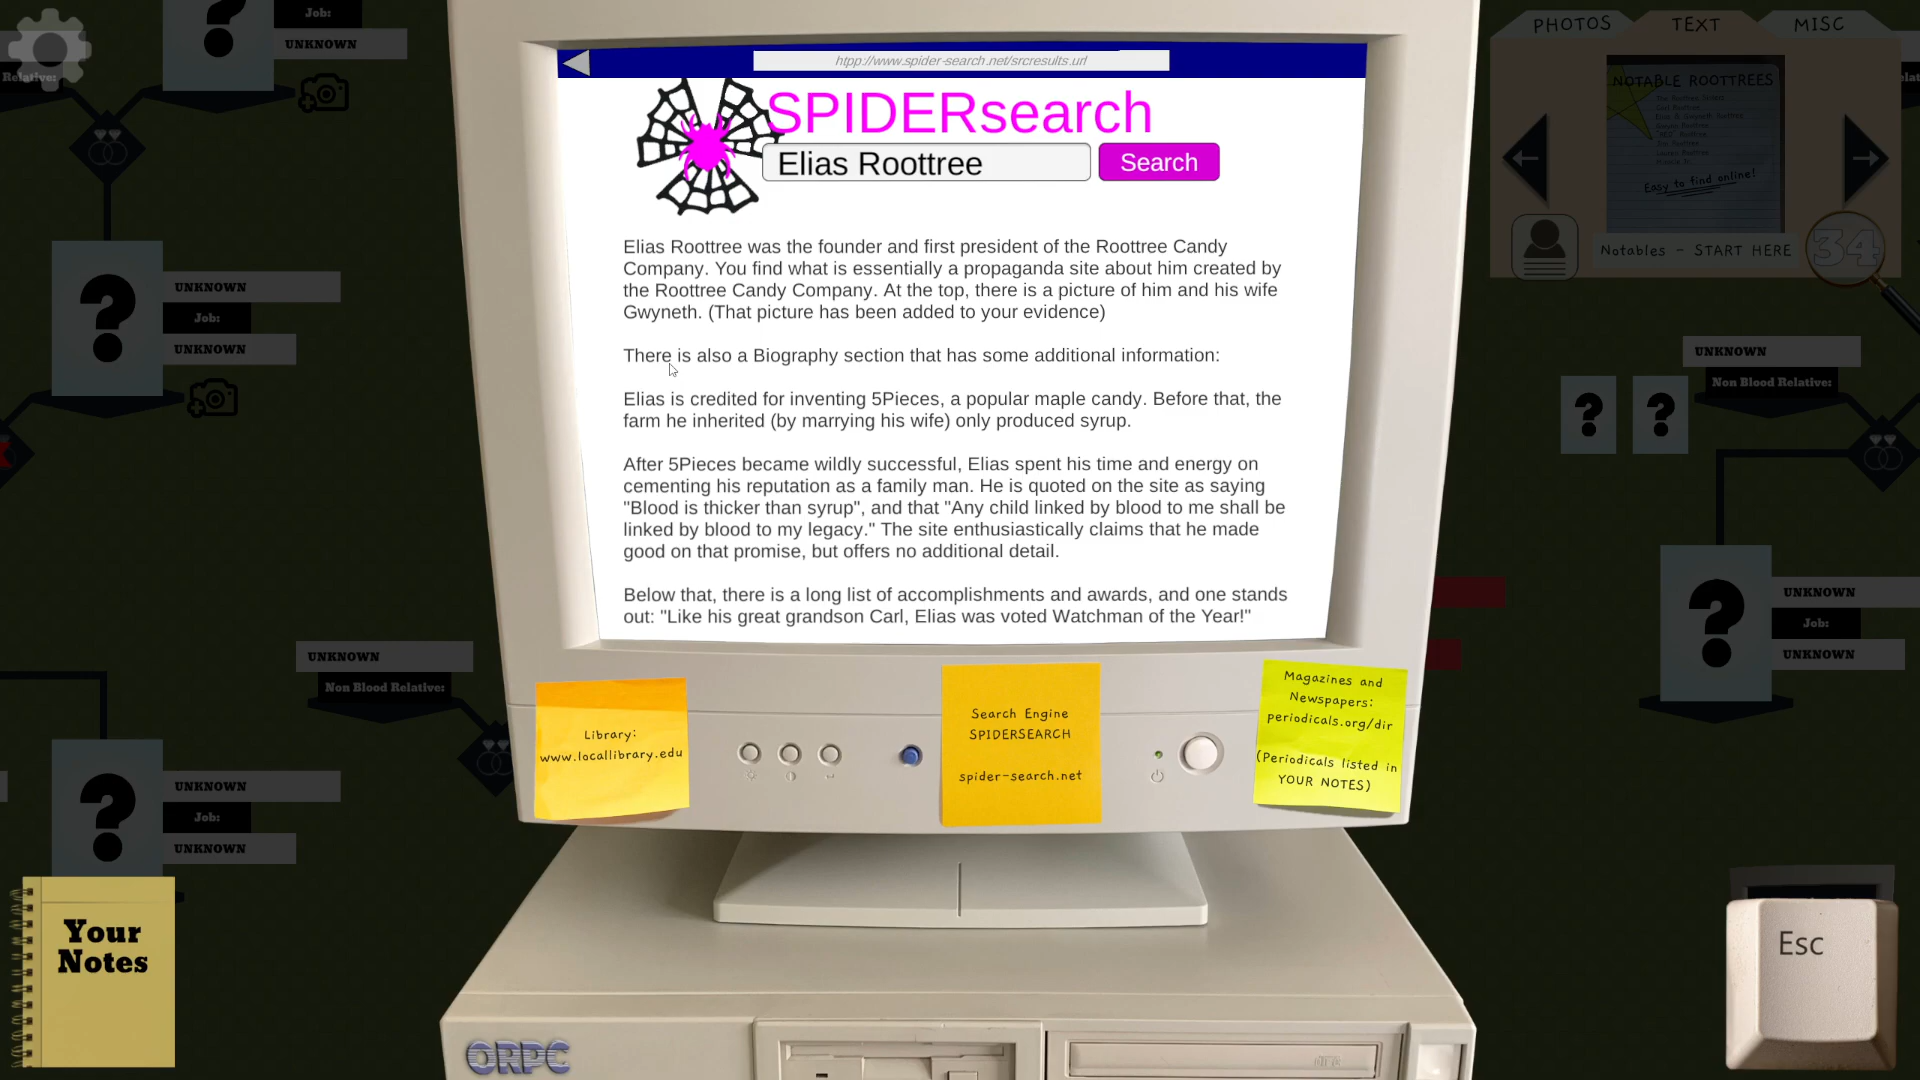 Job:
UNKNOWN
Relative:
UNKNOWN
Job:
UNKNOWN
UNKNOWN
Non Blood Relative:
UNKNOWN
Job:
UNKNOWN
Your
Notes
htpp://www.spider-search.net/srcresults.url
SPIDERsearch
Elias Roottree
Search
Elias Roottree was the founder and first president of the Roottree Candy
Company. You find what is essentially a propaganda site about him created by
the Roottree Candy Company. At the top, there is a picture of him and his wife
Gwyneth. (That picture has been added to your evidence)
There is also a Biography section that has some additional information:
Elias is credited for inventing 5Pieces, a popular maple candy. Before that, the
farm he inherited (by marrying his wife) only produced syrup.
After 5Pieces became wildly successful, Elias spent his time and energy on
cementing his reputation as a family man. He is quoted on the site as saying
"Blood is thicker than syrup", and that "Any child linked by blood to me shall be
linked by blood to my legacy." The site enthusiastically claims that he made
good on that promise, but offers no additional detail.
Below that, there is a long list of accomplishments and awards, and one stands
out: "Like his great grandson Carl, Elias was voted Watchman of the Year!"
Library:
www.locallibrary.edu
Search Engine
SPIDERSEARCH
spider-search.net
Magazines and
Newspapers:
periodicals.org/dir
(Periodicals listed in
YOUR NOTES)
ORPC
PHOTOS
TEXT
MISC
NOTABLE ROOTTREES
Easy to find online!
Notables - START HERE
34
UNKNOWN
Non Blood Relative:
UNKNOWN
Job:
UNKNOWN
Esc